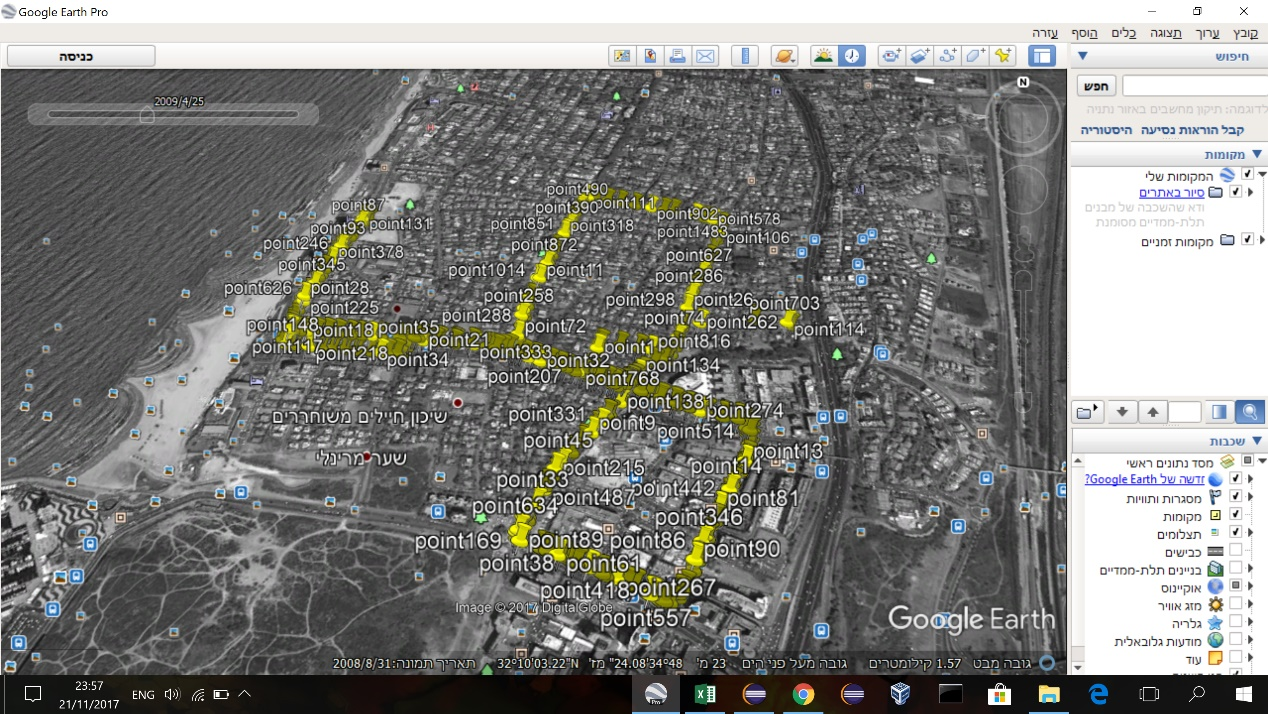 Google Earth Pro
קובץ ערוך תצוגה כלים הוסף עזרה
כניסה
חיפוש
חפש
לדוגמה: תיקון מחשבים באזור נתניה
קבל הוראות נסיעה היסטוריה
מקומות
המקומות שלי
סיור באתרים
ודא שהשכבה של מבנים
תלת-ממדיים מסומנת
מקומות זמניים
שכבות
מסד נתונים ראשי
חדשה של Google Earth?
מסגרות ותוויות
מקומות
תצלומים
כבישים
בניינים תלת-ממדיים
אוקיינוס
מזג אוויר
גלריה
מודעות גלובאלית
עוד
2009/4/25
N
point490
point87
point390
point111
point902
point578
point93
point131
point851
point318
point1483
point106
point246
point378
point872
point627
point345
point1014
point11
point286
point626
point28
point258
point298
point26
point703
point225
point288
point74
point262
point114
point148
point18
point35
point72
point21
point816
point117
point218
point34
point333
point32
point1
point134
point207
point768
point1381
point274
point331
point9
point514
שיכון חיילים משוחררים
point45
point13
שער מרינלי
point215
point14
point33
point442
point487
point81
point634
point346
point169
point89
point86
point90
point38
point61
point418
point267
point557
Image © 2017 DigitalGlobe
Google Earth
תאריך תמונה: 2008/8/31 32°10'03.22"N 34°48'24.08" מז' גובה מעל פני הים 23 מ' גובה מבט 1.57 קילומטרים
23:57
21/11/2017
ENG